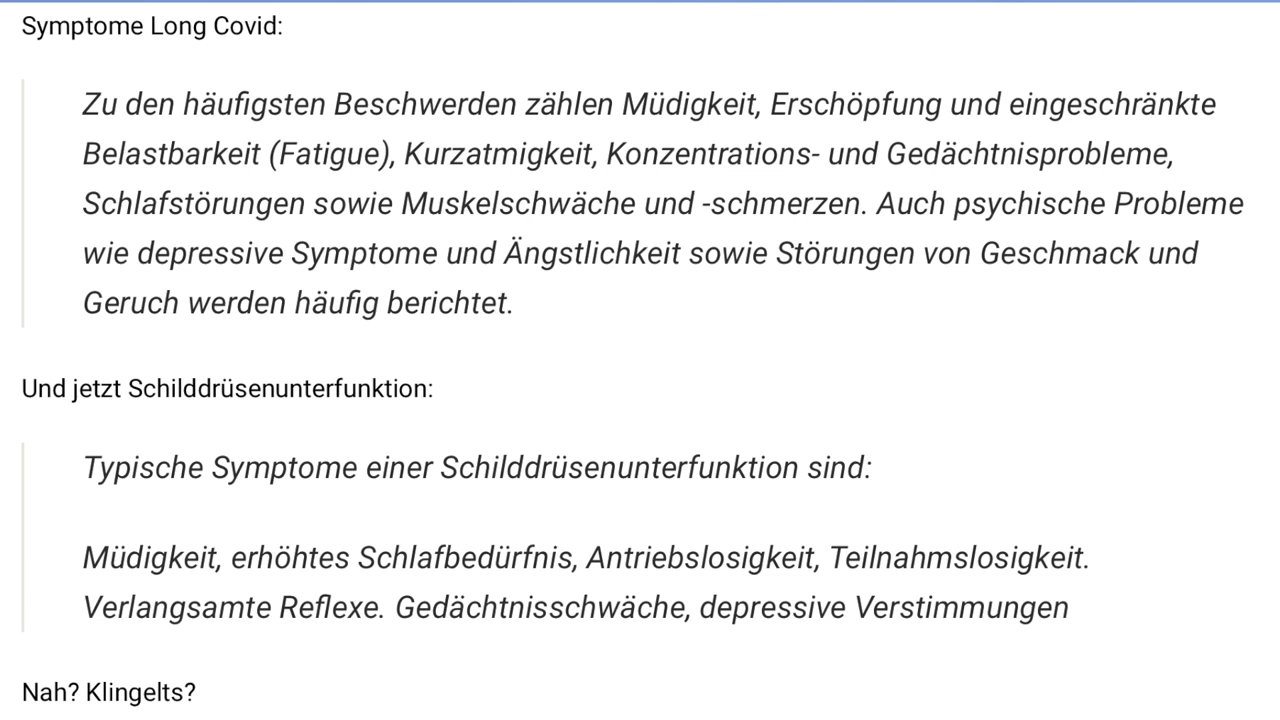 Symptome Long Covid:
Zu den häufigsten Beschwerden zählen Müdigkeit, Erschöpfung und eingeschränkte
Belastbarkeit (Fatigue), Kurzatmigkeit, Konzentrations- und Gedächtnisprobleme,
Schlafstörungen sowie Muskelschwäche und -schmerzen. Auch psychische Probleme
wie depressive Symptome und Ängstlichkeit sowie Störungen von Geschmack und
Geruch werden häufig berichtet.
Und jetzt Schilddrüsenunterfunktion:
Typische Symptome einer Schilddrüsenunterfunktion sind:
Müdigkeit, erhöhtes Schlafbedürfnis, Antriebslosigkeit, Teilnahmslosigkeit.
Verlangsamte Reflexe. Gedächtnisschwäche, depressive Verstimmungen
Nah? Klingelts?